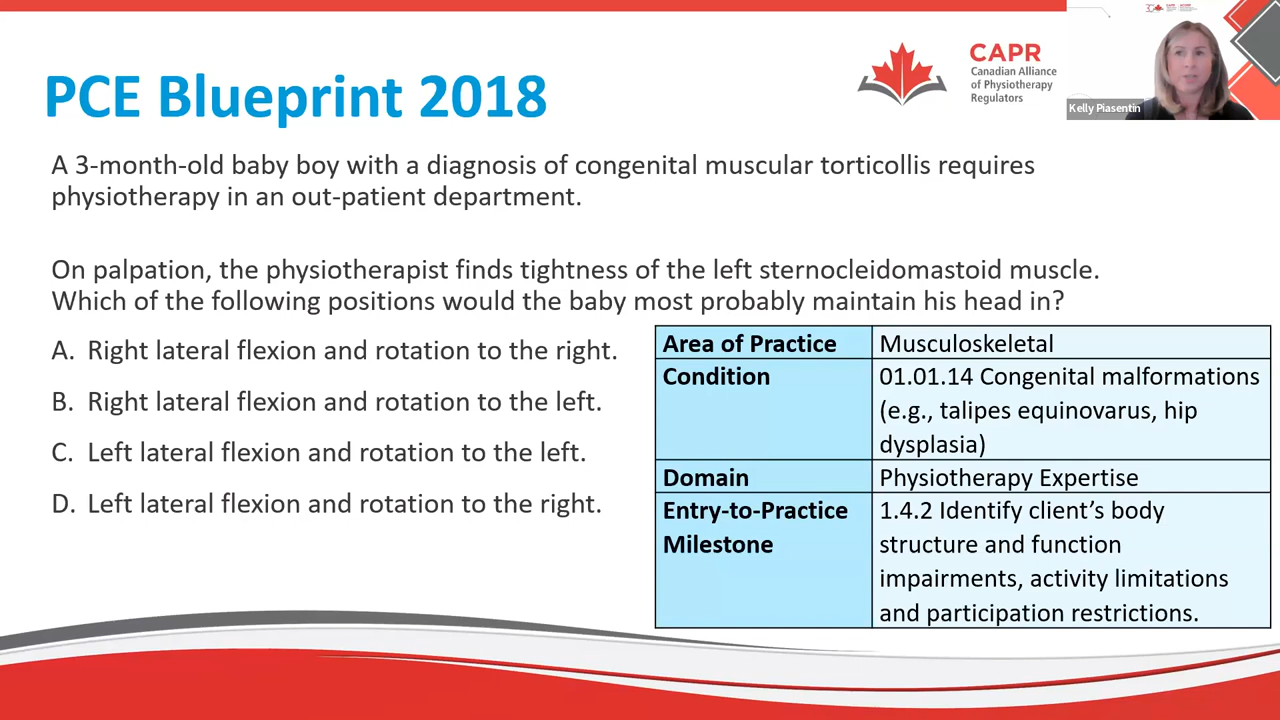 PCE Blueprint 2018
CAPR
Canadian Alliance
of Physiotherapy
Regulators
Kelly Piasentin
A 3-month-old baby boy with a diagnosis of congenital muscular torticollis requires
physiotherapy in an out-patient department.
On palpation, the physiotherapist finds tightness of the left sternocleidomastoid muscle.
Which of the following positions would the baby most probably maintain his head in?
A. Right lateral flexion and rotation to the right.
B. Right lateral flexion and rotation to the left.
C. Left lateral flexion and rotation to the left.
D. Left lateral flexion and rotation to the right.
Area of Practice Musculoskeletal
Condition 01.01.14 Congenital malformations
(e.g., talipes equinovarus, hip
dysplasia)
Domain Physiotherapy Expertise
Entry-to-Practice 1.4.2 Identify client’s body
Milestone structure and function
impairments, activity limitations
and participation restrictions.